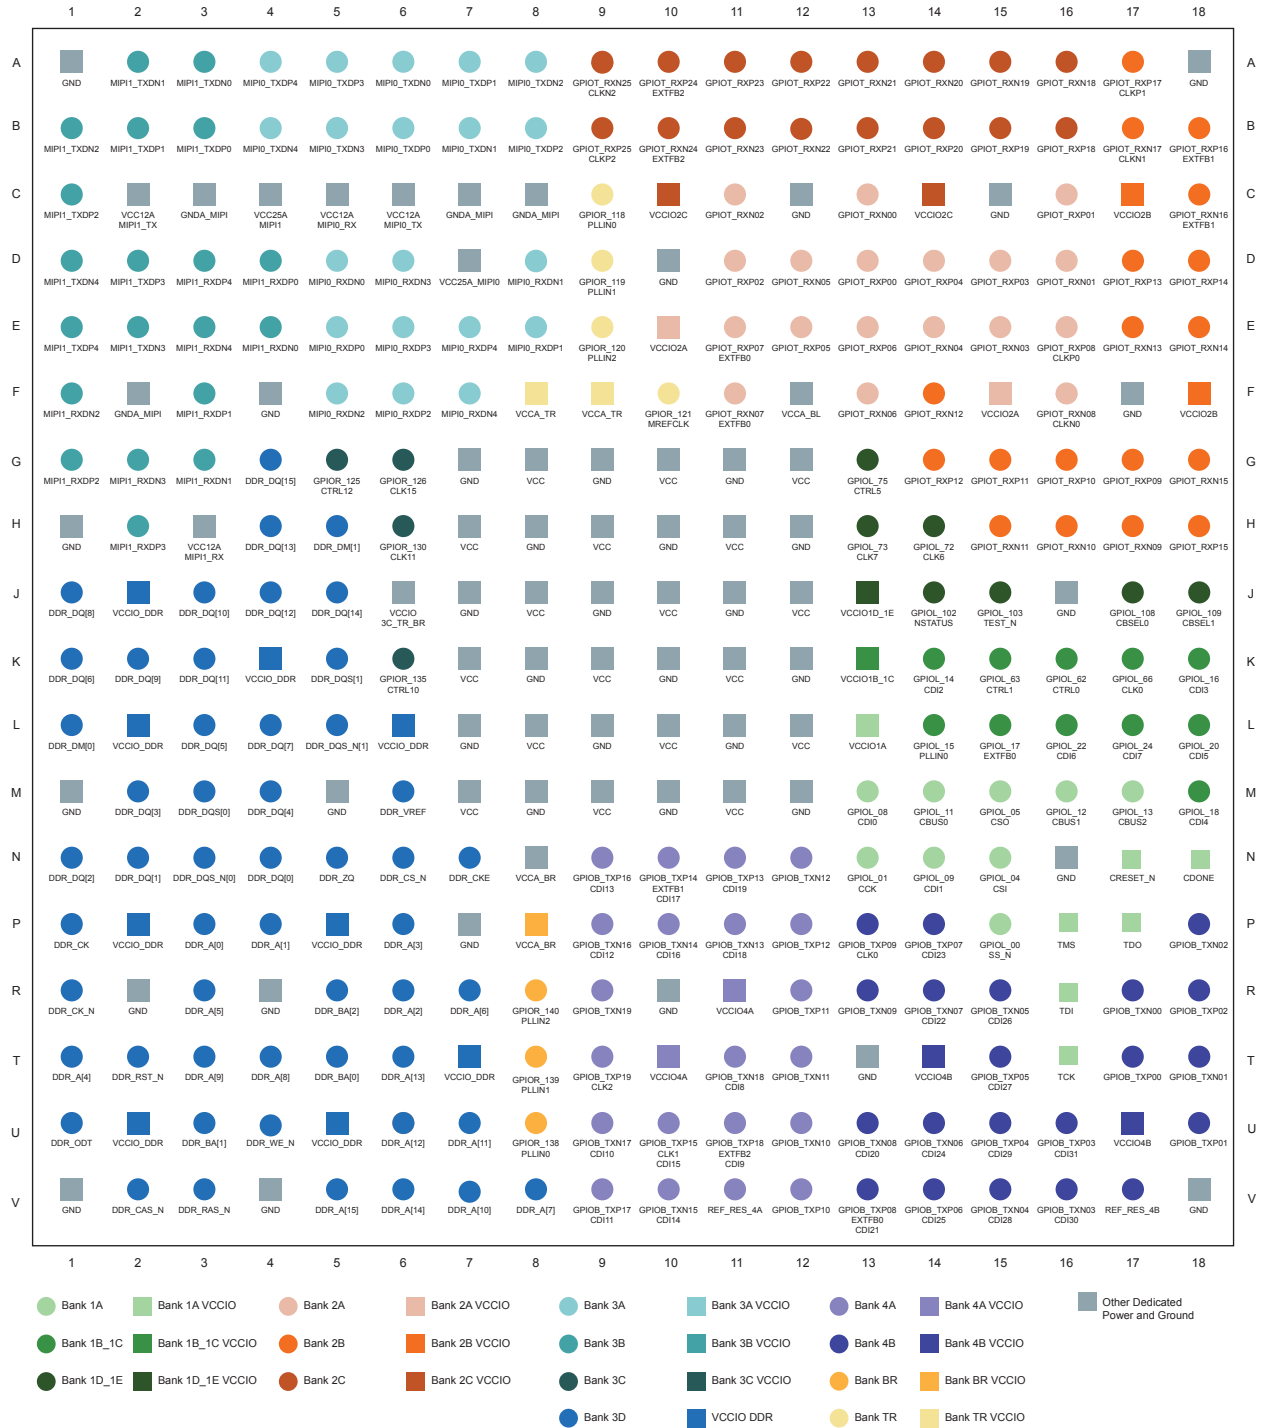 1 2 3 4 5 6 7 8 9 10 11 12 13 14 15 16 17 18
A A
GND MIPI1_TXDN1 MIPI1_TXDN0 MIPI0_TXDP4 MIPI0_TXDP3 MIPI0_TXDN0 MIPI0_TXDP1 MIPI0_TXDN2 GPIOT_RXN25 GPIOT_RXP24 GPIOT_RXP23 GPIOT_RXP22 GPIOT_RXN21 GPIOT_RXN20 GPIOT_RXN19 GPIOT_RXN18 GPIOT_RXP17 GND
CLKN2 EXTFB2 CLKP1
B B
MIPI1_TXDN2 MIPI1_TXDP1 MIPI1_TXDP0 MIPI0_TXDN4 MIPI0_TXDN3 MIPI0_TXDP0 MIPI0_TXDN1 MIPI0_TXDP2 GPIOT_RXP25 GPIOT_RXN24 GPIOT_RXN23 GPIOT_RXN22 GPIOT_RXP21 GPIOT_RXP20 GPIOT_RXP19 GPIOT_RXP18 GPIOT_RXN17 GPIOT_RXP16
CLKP2 EXTFB2 CLKN1 EXTFB1
C C
MIPI1_TXDP2 VCC12A GNDA_MIPI VCC25A VCC12A VCC12A GNDA_MIPI GNDA_MIPI GPIOR_118 VCCIO2C GPIOT_RXN02 GND GPIOT_RXN00 VCCIO2C GND GPIOT_RXP01 VCCIO2B GPIOT_RXN16
MIPI1_TX MIPI1 MIPI0_RX MIPI0_TX PLLIN0 EXTFB1
D D
MIPI1_TXDN4 MIPI1_TXDP3 MIPI1_RXDP4 MIPI1_RXDP0 MIPI0_RXDN0 MIPI0_RXDN3 VCC25A_MIPI0 MIPI0_RXDN1 GPIOR_119 GND GPIOT_RXP02 GPIOT_RXN05 GPIOT_RXP00 GPIOT_RXP04 GPIOT_RXP03 GPIOT_RXN01 GPIOT_RXP13 GPIOT_RXP14
PLLIN1
E E
MIPI1_TXDP4 MIPI1_TXDN3 MIPI1_RXDN4 MIPI1_RXDN0 MIPI0_RXDP0 MIPI0_RXDP3 MIPI0_RXDP4 MIPI0_RXDP1 GPIOR_120 VCCIO2A GPIOT_RXP07 GPIOT_RXP05 GPIOT_RXP06 GPIOT_RXN04 GPIOT_RXN03 GPIOT_RXP08 GPIOT_RXN13 GPIOT_RXN14
PLLIN2 EXTFB0 CLKP0
F F
MIPI1_RXDN2 GNDA_MIPI MIPI1_RXDP1 GND MIPI0_RXDN2 MIPI0_RXDP2 MIPI0_RXDN4 VCCA_TR VCCA_TR GPIOR_121 GPIOT_RXN07 VCCA_BL GPIOT_RXN06 GPIOT_RXN12 VCCIO2A GPIOT_RXN08 GND VCCIO2B
MREFCLK EXTFB0 CLKN0
G G
MIPI1_RXDP2 MIPI1_RXDN3 MIPI1_RXDN1 DDR_DQ[15] GPIOR_125 GPIOR_126 GND VCC GND VCC GND VCC GPIOL_75 GPIOT_RXP12 GPIOT_RXP11 GPIOT_RXP10 GPIOT_RXP09 GPIOT_RXN15
CTRL12 CLK15 CTRL5
H H
GND MIPI1_RXDP3 VCC12A DDR_DQ[13] DDR_DM[1] GPIOR_130 VCC GND VCC GND VCC GND GPIOL_73 GPIOL_72 GPIOT_RXN11 GPIOT_RXN10 GPIOT_RXN09 GPIOT_RXP15
MIPI1_RX CLK11 CLK7 CLK6
J J
DDR_DQ[8] VCCIO_DDR DDR_DQ[10] DDR_DQ[12] DDR_DQ[14] VCCIO GND VCC GND VCC GND VCC VCCIO1D_1E GPIOL_102 GPIOL_103 GND GPIOL_108 GPIOL_109
3C_TR_BR NSTATUS TEST_N CBSEL0 CBSEL1
K K
DDR_DQ[6] DDR_DQ[9] DDR_DQ[11] VCCIO_DDR DDR_DQS[1] GPIOR_135 VCC GND VCC GND VCC GND VCCIO1B_1C GPIOL_14 GPIOL_63 GPIOL_62 GPIOL_66 GPIOL_16
CTRL10 CDI2 CTRL1 CTRL0 CLK0 CDI3
L L
DDR_DM[0] VCCIO_DDR DDR_DQ[5] DDR_DQ[7] DDR_DQS_N[1] VCCIO_DDR GND VCC GND VCC GND VCC VCCIO1A GPIOL_15 GPIOL_17 GPIOL_22 GPIOL_24 GPIOL_20
PLLIN0 EXTFB0 CDI6 CDI7 CDI5
M M
GND DDR_DQ[3] DDR_DQS[0] DDR_DQ[4] GND DDR_VREF VCC GND VCC GND VCC GND GPIOL_08 GPIOL_11 GPIOL_05 GPIOL_12 GPIOL_13 GPIOL_18
CDI0 CBUS0 CSO CBUS1 CBUS2 CDI4
N N
DDR_DQ[2] DDR_DQ[1] DDR_DQS_N[0] DDR_DQ[0] DDR_ZQ DDR_CS_N DDR_CKE VCCA_BR GPIOB_TXP16 GPIOB_TXP14 GPIOB_TXP13 GPIOB_TXN12 GPIOL_01 GPIOL_09 GPIOL_04 GND CRESET_N CDONE
CDI13 EXTFB1 CDI19 CCK CDI1 CSI
CDI17
P P
DDR_CK VCCIO_DDR DDR_A[0] DDR_A[1] VCCIO_DDR DDR_A[3] GND VCCA_BR GPIOB_TXN16 GPIOB_TXN14 GPIOB_TXN13 GPIOB_TXP12 GPIOB_TXP09 GPIOB_TXP07 GPIOL_00 TMS TDO GPIOB_TXN02
CDI12 CDI16 CDI18 CLK0 CDI23 SS_N
R R
DDR_CK_N GND DDR_A[5] GND DDR_BA[2] DDR_A[2] DDR_A[6] GPIOR_140 GPIOB_TXN19 GND VCCIO4A GPIOB_TXP11 GPIOB_TXN09 GPIOB_TXN07 GPIOB_TXN05 TDI GPIOB_TXN00 GPIOB_TXP02
PLLIN2 CDI22 CDI26
T T
DDR_A[4] DDR_RST_N DDR_A[9] DDR_A[8] DDR_BA[0] DDR_A[13] VCCIO_DDR GPIOR_139 GPIOB_TXP19 VCCIO4A GPIOB_TXN18 GPIOB_TXN11 GND VCCIO4B GPIOB_TXP05 TCK GPIOB_TXP00 GPIOB_TXN01
PLLIN1 CLK2 CDI8 CDI27
U U
DDR_ODT VCCIO_DDR DDR_BA[1] DDR_WE_N VCCIO_DDR DDR_A[12] DDR_A[11] GPIOR_138 GPIOB_TXN17 GPIOB_TXP15 GPIOB_TXP18 GPIOB_TXN10 GPIOB_TXN08 GPIOB_TXN06 GPIOB_TXP04 GPIOB_TXP03 VCCIO4B GPIOB_TXP01
PLLIN0 CDI10 CLK1 EXTFB2 CDI20 CDI24 CDI29 CDI31
CDI15 CDI9
V V
GND DDR_CAS_N DDR_RAS_N GND DDR_A[15] DDR_A[14] DDR_A[10] DDR_A[7] GPIOB_TXP17 GPIOB_TXN15 REF_RES_4A GPIOB_TXP10 GPIOB_TXP08 GPIOB_TXP06 GPIOB_TXN04 GPIOB_TXN03 REF_RES_4B GND
CDI11 CDI14 EXTFB0 CDI25 CDI28 CDI30
CDI21
1 2 3 4 5 6 7 8 9 10 11 12 13 14 15 16 17 18
Bank 1A Bank 1A VCCIO Bank 2A Bank 2A VCCIO Bank 3A Bank 3A VCCIO Bank 4A Bank 4A VCCIO Other Dedicated
Power and Ground
Bank 1B_1C Bank 1B_1C VCCIO Bank 2B Bank 2B VCCIO Bank 3B Bank 3B VCCIO Bank 4B Bank 4B VCCIO
Bank 1D_1E Bank 1D_1E VCCIO Bank 2C Bank 2C VCCIO Bank 3C Bank 3C VCCIO Bank BR Bank BR VCCIO
Bank 3D VCCIO DDR Bank TR Bank TR VCCIO